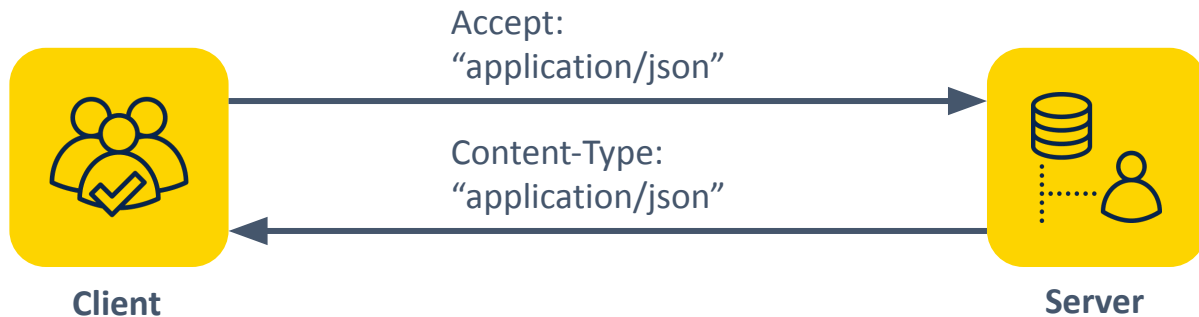 Accept:
“application/json”
Content-Type:
“application/json”
Client
Server